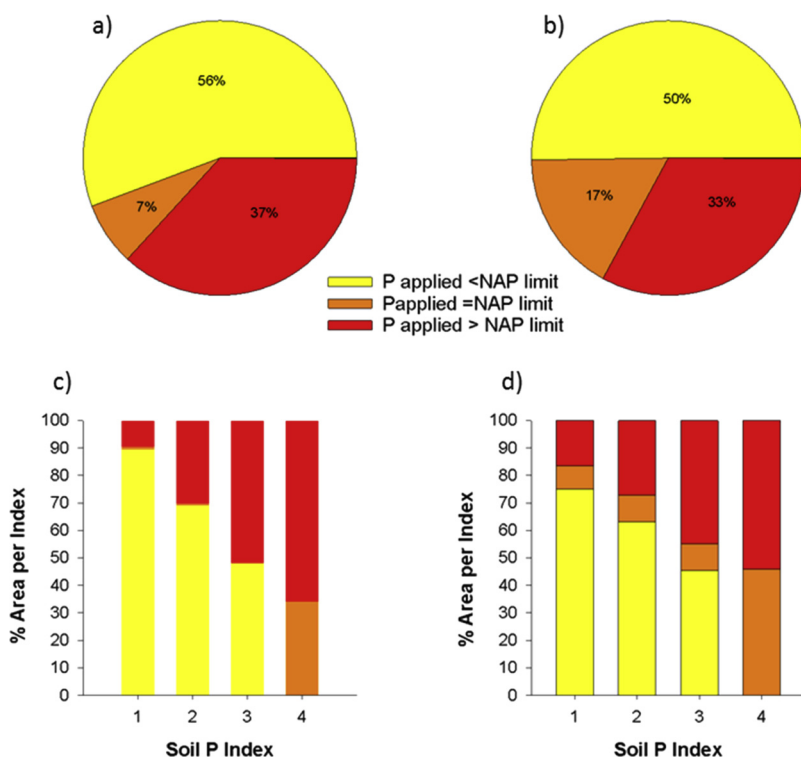 a)
b)
56%
7%
37%
50%
17%
33%
P applied <NAP limit
Papplied =NAP limit
P applied > NAP limit
c)
100
90
80
70
60
50
40
30
20
10
0
% Area per Index
1 2 3 4
Soil P Index
d)
100
90
80
70
60
50
40
30
20
10
0
% Area per Index
1 2 3 4
Soil P Index